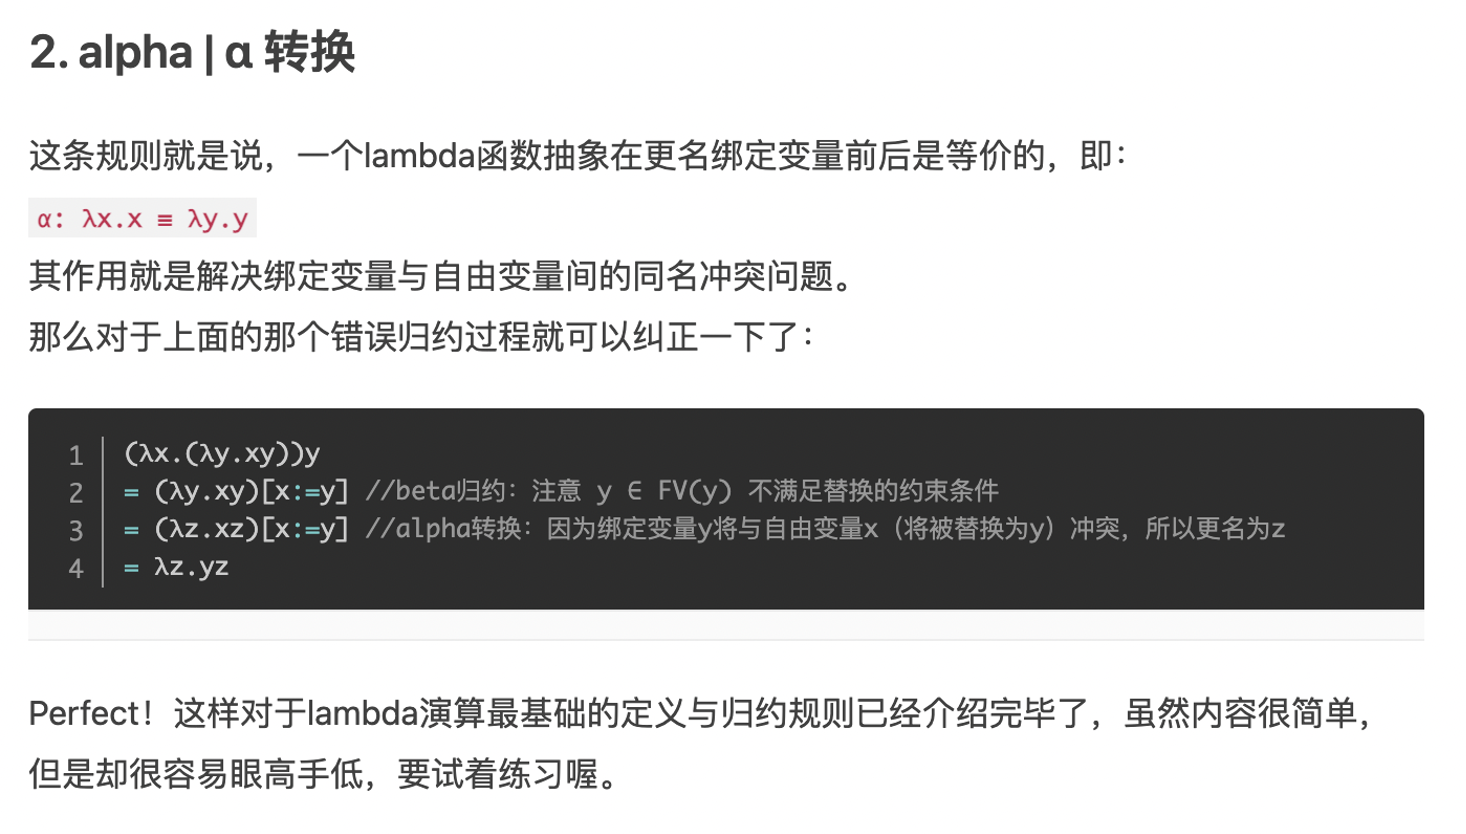 2. alpha | α 转换
这条规则就是说，一个lambda函数抽象在更名绑定变量前后是等价的，即：
α: λx.x ≡ λy.y
其作用就是解决绑定变量与自由变量间的同名冲突问题。
那么对于上面的那个错误归约过程就可以纠正一下了：
1 (λx.(λy.xy))y
2 = (λy.xy)[x:=y] //beta归约：注意 y ∈ FV(y) 不满足替换的约束条件
3 = (λz.xz)[x:=y] //alpha转换：因为绑定变量y将与自由变量x（将被替换为y）冲突，所以更名为z
4 = λz.yz
Perfect！这样对于lambda演算最基础的定义与归约规则已经介绍完毕了，虽然内容很简单，
但是却很容易眼高手低，要试着练习喔。